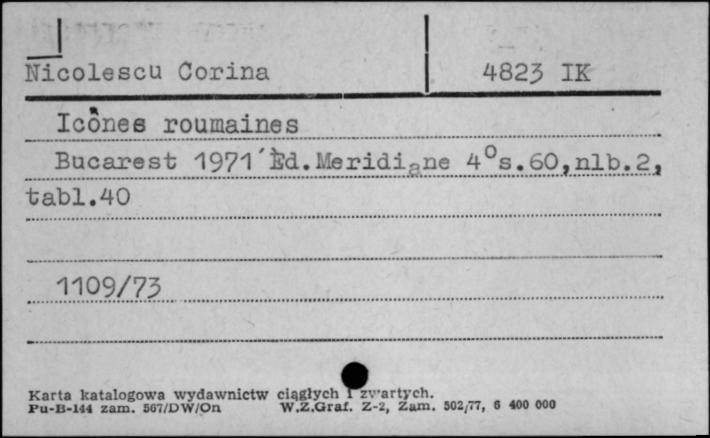 Nicolescu Corina 4823 IK
Icônes roumaines
Bucarest 1971 Éd.Meridiane 4°s.60,nlb.2,
tabl.40
1109/73
Karta katalogowa wydawnictw ciągłych i zwartych.
Pu-B-144 zam. 567/DW/On W.Z.Graf. Z-2, Zam. 502/77, 6 400 000